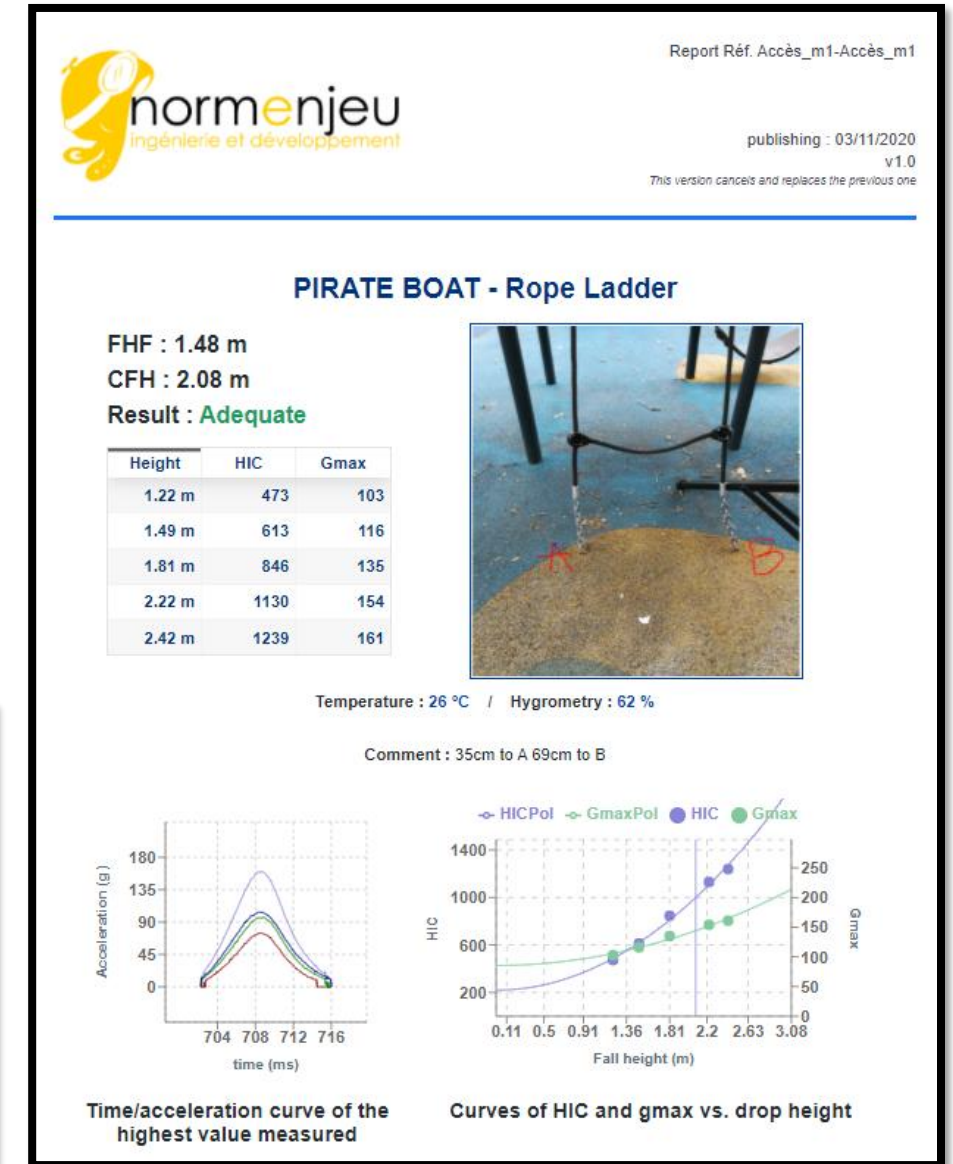 Report Réf. Accès_m1-Accès_m1
normenjeu
ingénierie et développement
publishing : 03/11/2020
v1.0
This version cancels and replaces the previous one
PIRATE BOAT - Rope Ladder
FHF : 1.48 m
CFH : 2.08 m
Result : Adequate
Height HIC Gmax
1.22 m 473 103
1.49 m 613 116
1.81 m 846 135
2.22 m 1130 154
2.42 m 1239 161
A B
Temperature : 26 °C / Hygrometry : 62 %
Comment : 35cm to A 69cm to B
Acceleration (g)
180
135
90
45
0
704 708 712 716
time (ms)
HICPol GmaxPol HIC Gmax
HIC
1400
1000
600
200
250
200
150
100
50
0
Gmax
0.11 0.5 0.91 1.36 1.81 2.2 2.63 3.08
Fall height (m)
Time/acceleration curve of the
highest value measured
Curves of HIC and gmax vs. drop height